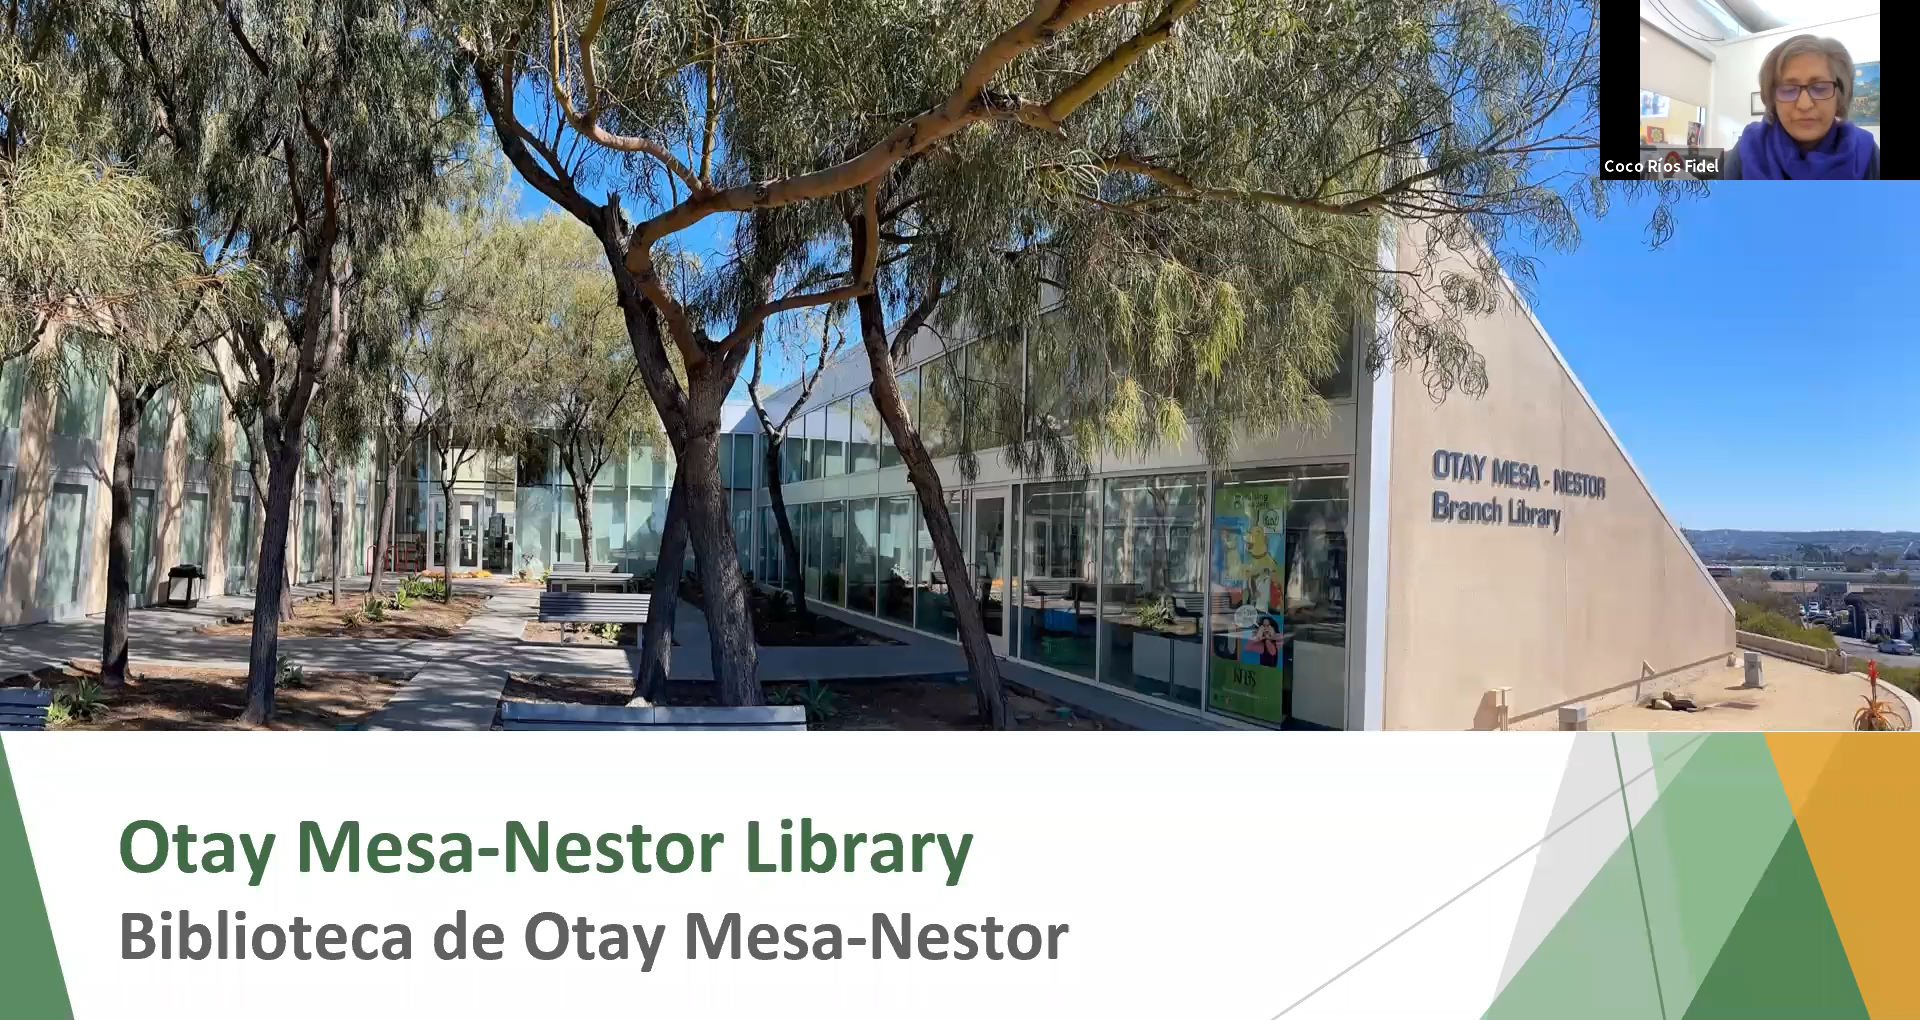 Coco Ríos Fidel
OTAY MESA - NESTOR
Branch Library
Otay Mesa-Nestor Library
Biblioteca de Otay Mesa-Nestor